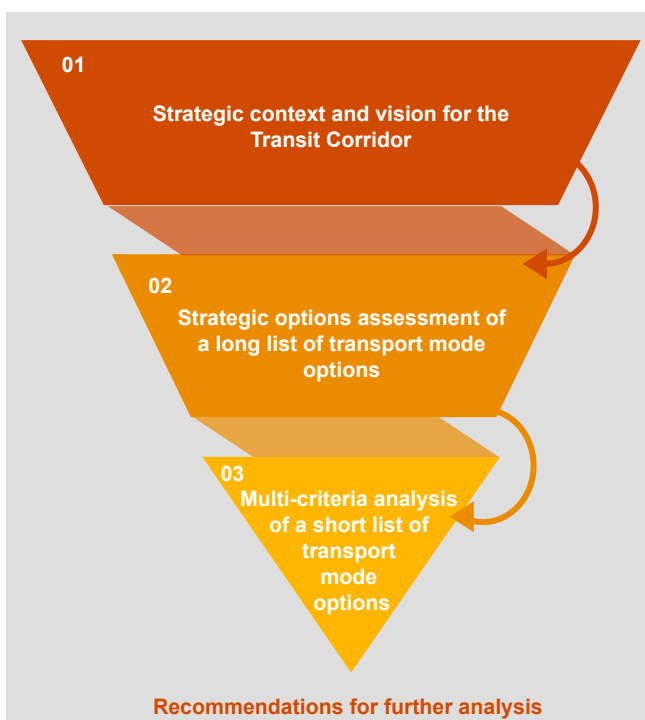 01
Strategic context and vision for the
Transit Corridor
02
Strategic options assessment of
a long list of transport mode
options
03
Multi-criteria analysis
of a short list of
transport
mode
options
Recommendations for further analysis